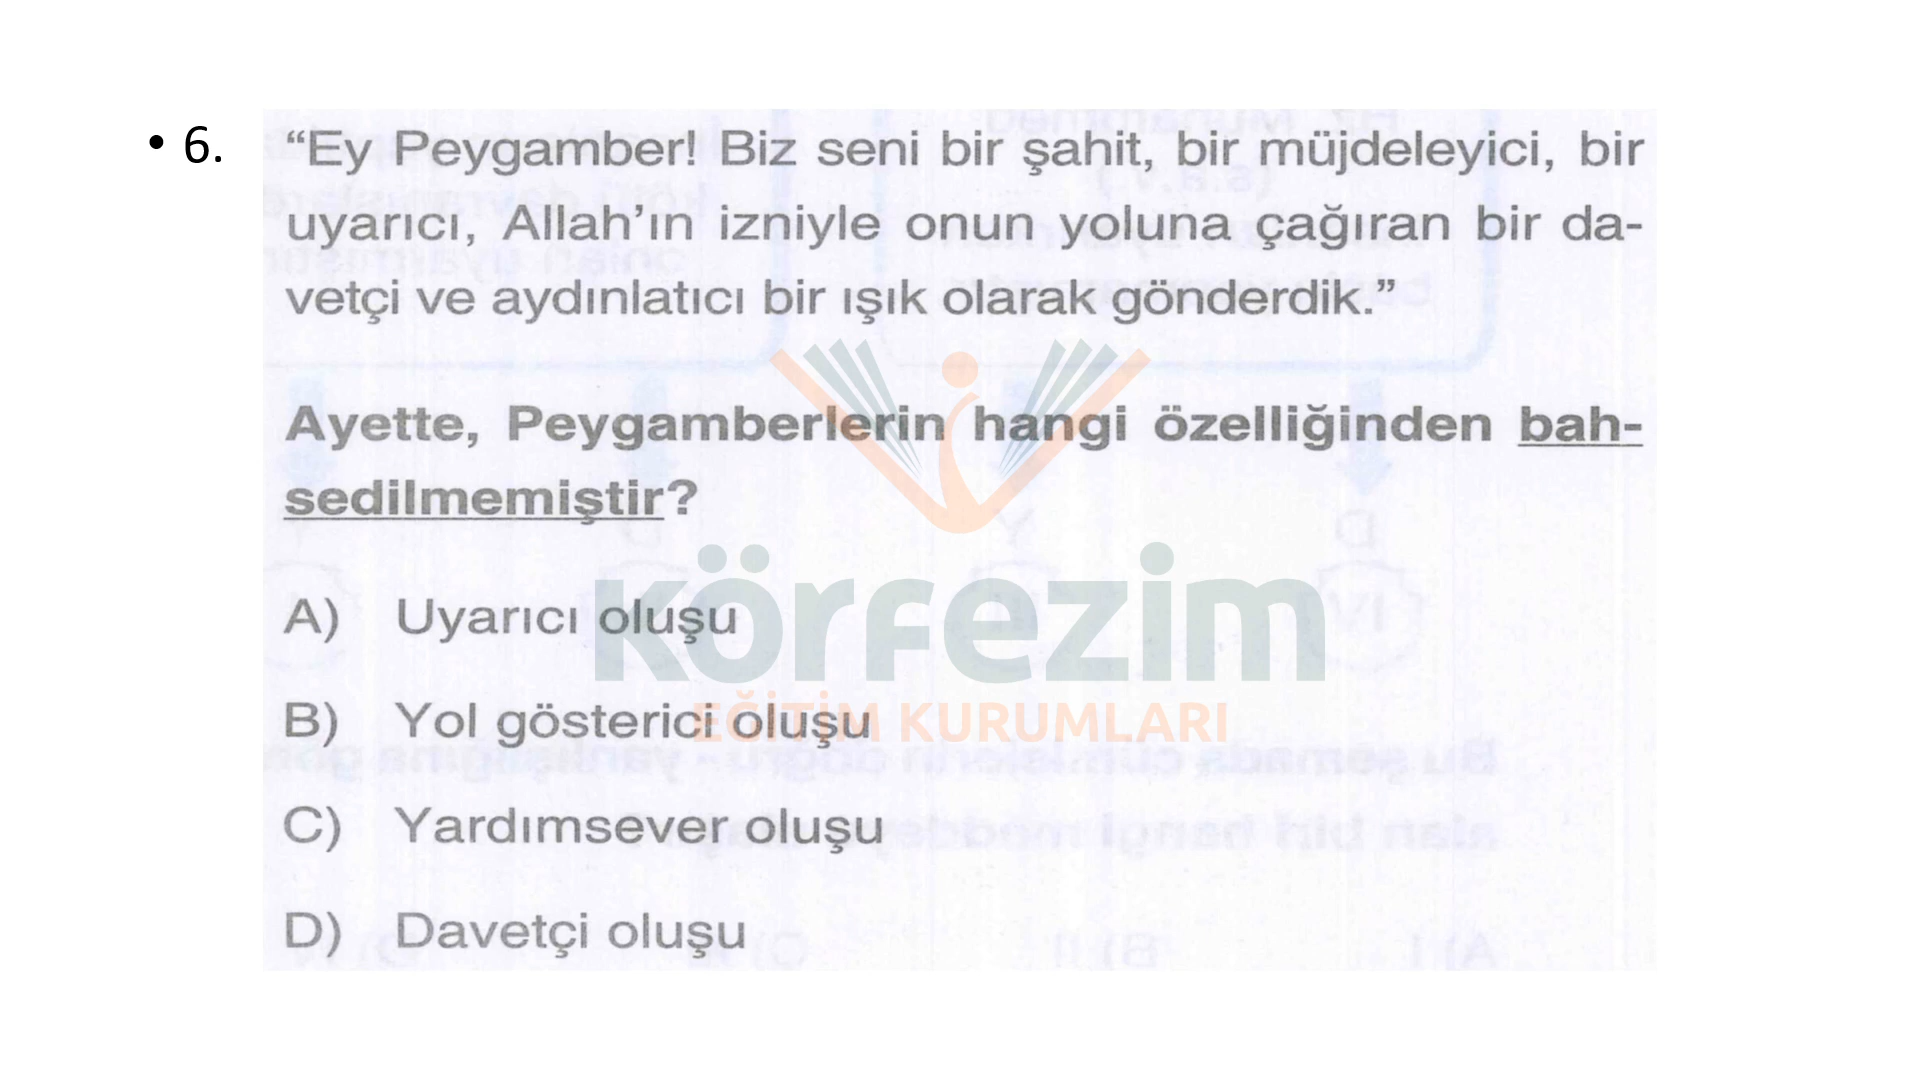 • 6.
“Ey Peygamber! Biz seni bir şahit, bir müjdeleyici, bir
uyarıcı, Allah’ın izniyle onun yoluna çağıran bir da-
vetçi ve aydınlatıcı bir ışık olarak gönderdik.”
Ayette, Peygamberlerin hangi özelliğinden bah-
sedilmemiştir?
A) Uyarıcı oluşu
B) Yol gösterici oluşu
C) Yardımsever oluşu
D) Davetçi oluşu
körfezim
EĞİTİM KURUMLARI